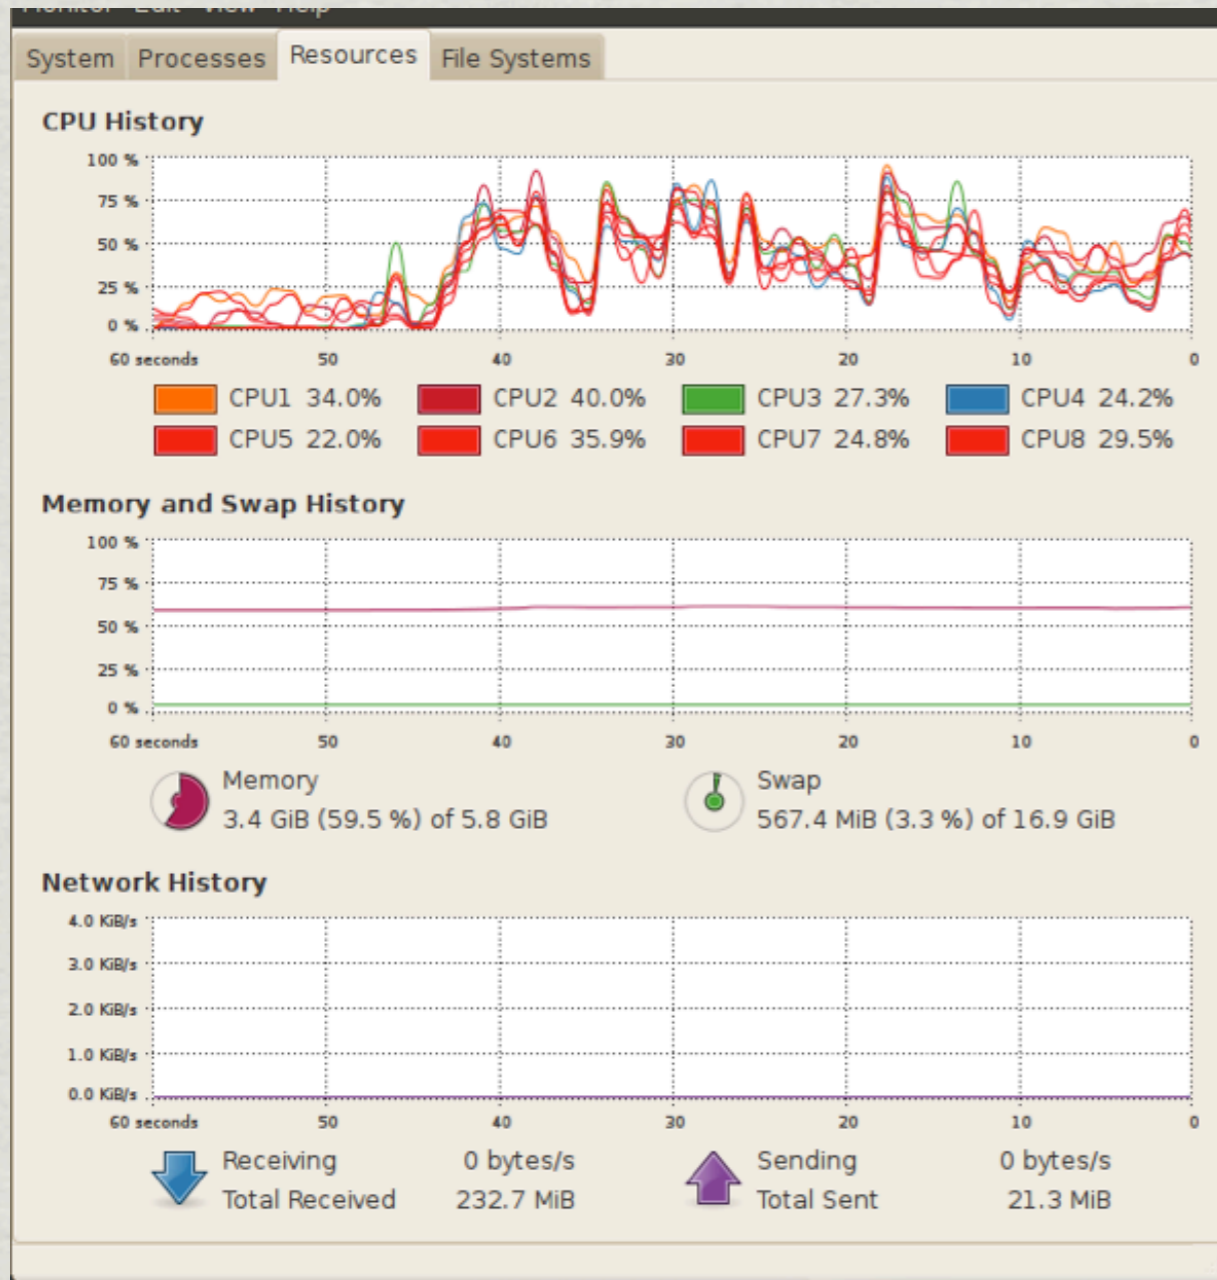 Monitor Edit View Help
System Processes Resources File Systems
CPU History
100 %
75 %
50 %
25 %
0 %
60 seconds 50 40 30 20 10 0
CPU1 34.0% CPU2 40.0% CPU3 27.3% CPU4 24.2%
CPU5 22.0% CPU6 35.9% CPU7 24.8% CPU8 29.5%
Memory and Swap History
100 %
75 %
50 %
25 %
0 %
60 seconds 50 40 30 20 10 0
Memory Swap
3.4 GiB (59.5 %) of 5.8 GiB 567.4 MiB (3.3 %) of 16.9 GiB
Network History
4.0 KiB/s
3.0 KiB/s
2.0 KiB/s
1.0 KiB/s
0.0 KiB/s
60 seconds 50 40 30 20 10 0
Receiving 0 bytes/s Sending 0 bytes/s
Total Received 232.7 MiB Total Sent 21.3 MiB